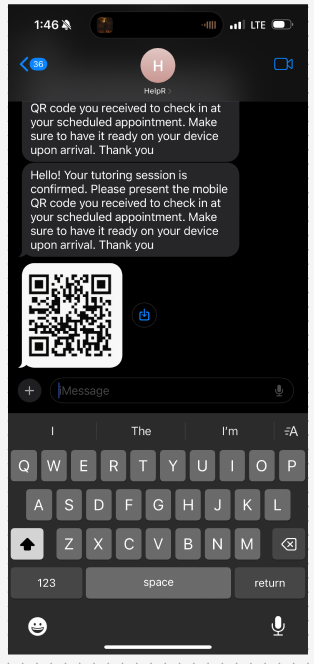 1:46
LTE
36
H
HelpR
QR code you received to check in at
your scheduled appointment. Make
sure to have it ready on your device
upon arrival. Thank you
Hello! Your tutoring session is
confirmed. Please present the mobile
QR code you received to check in at
your scheduled appointment. Make
sure to have it ready on your device
upon arrival. Thank you
iMessage
I The I'm A
Q W E R T Y U I O P
A S D F G H J K L
Z X C V B N M
123 space return